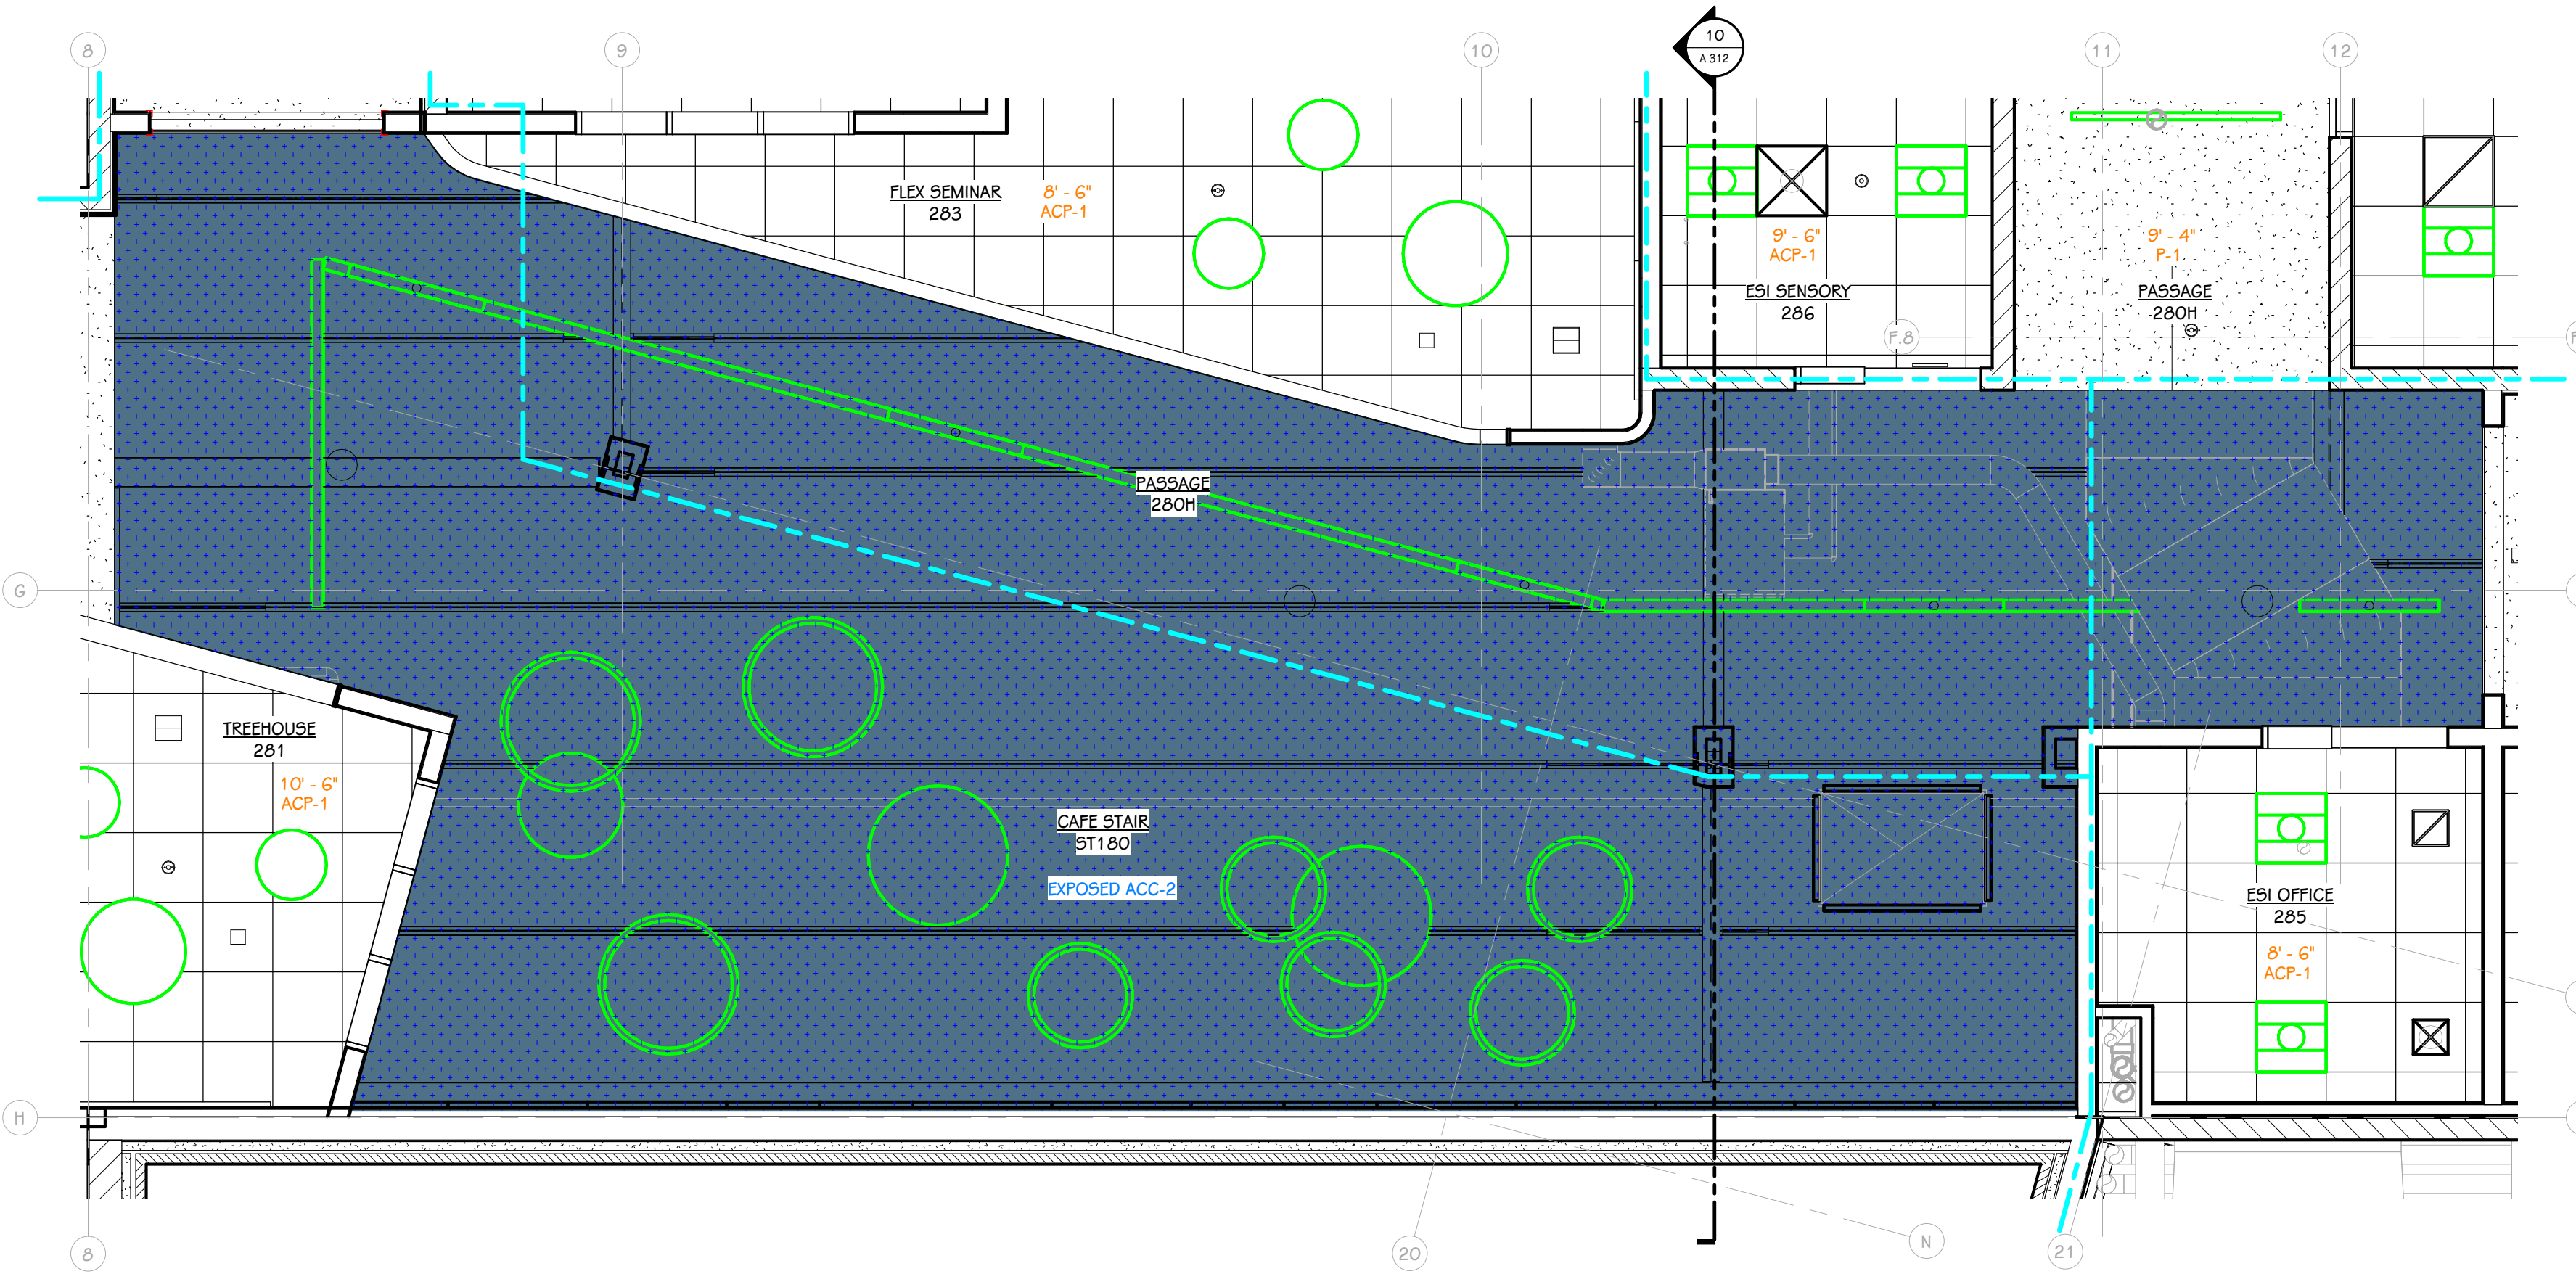 8
9
10
10
A 312
11
12
FLEX SEMINAR
283
8' - 6"
ACP-1
9' - 6"
ACP-1
ESI SENSORY
286
9' - 4"
P-1
PASSAGE
280H
F.8
PASSAGE
280H
G
TREEHOUSE
281
10' - 6"
ACP-1
CAFE STAIR
ST180
EXPOSED ACC-2
ESI OFFICE
285
8' - 6"
ACP-1
H
8
20
N
21